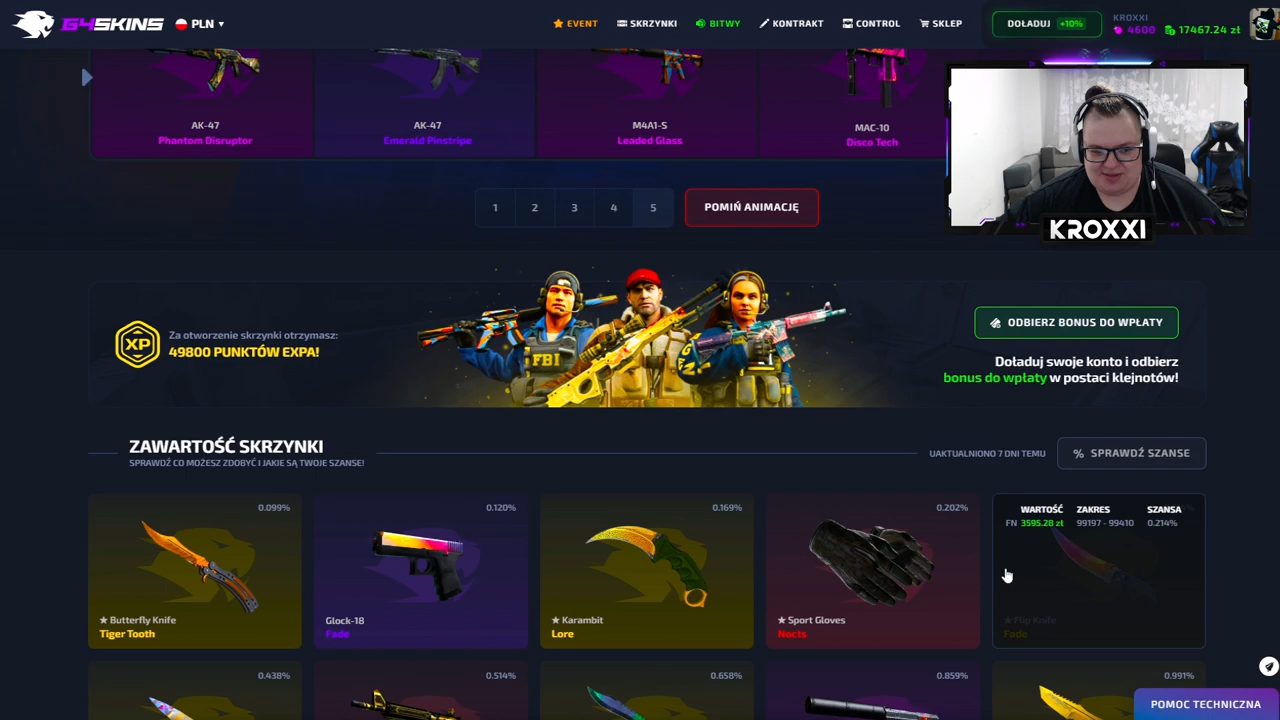 G4SKINS
PLN
EVENT
SKRZYNKI
BITWY
KONTRAKT
CONTROL
SKLEP
DOŁADUJ +10%
KROXXI
4600 17467.24 zł
AK-47
Phantom Disruptor
AK-47
Emerald Pinstripe
M4A1-S
Leaded Glass
MAC-10
Disco Tech
KROXXI
1 2 3 4 5
POMIŃ ANIMACJĘ
XP
Za otworzenie skrzynki otrzymasz:
49800 PUNKTÓW EXPA!
FBI
ODBIERZ BONUS DO WPŁATY
Doładuj swoje konto i odbierz
bonus do wpłaty w postaci klejnotów!
ZAWARTOŚĆ SKRZYNKI
SPRAWDŹ CO MOŻESZ ZDOBYĆ I JAKIE SĄ TWOJE SZANSE!
UAKTUALNIONO 7 DNI TEMU
% SPRAWDŹ SZANSE
0.099%
★ Butterfly Knife
Tiger Tooth
0.120%
Glock-18
Fade
0.169%
★ Karambit
Lore
0.202%
★ Sport Gloves
Nocts
WARTOŚĆ ZAKRES SZANSA
FN 3595.28 zł 99197 - 99410 0.214%
★ Flip Knife
Fade
0.438%
0.514%
0.658%
0.859%
0.991%
POMOC TECHNICZNA